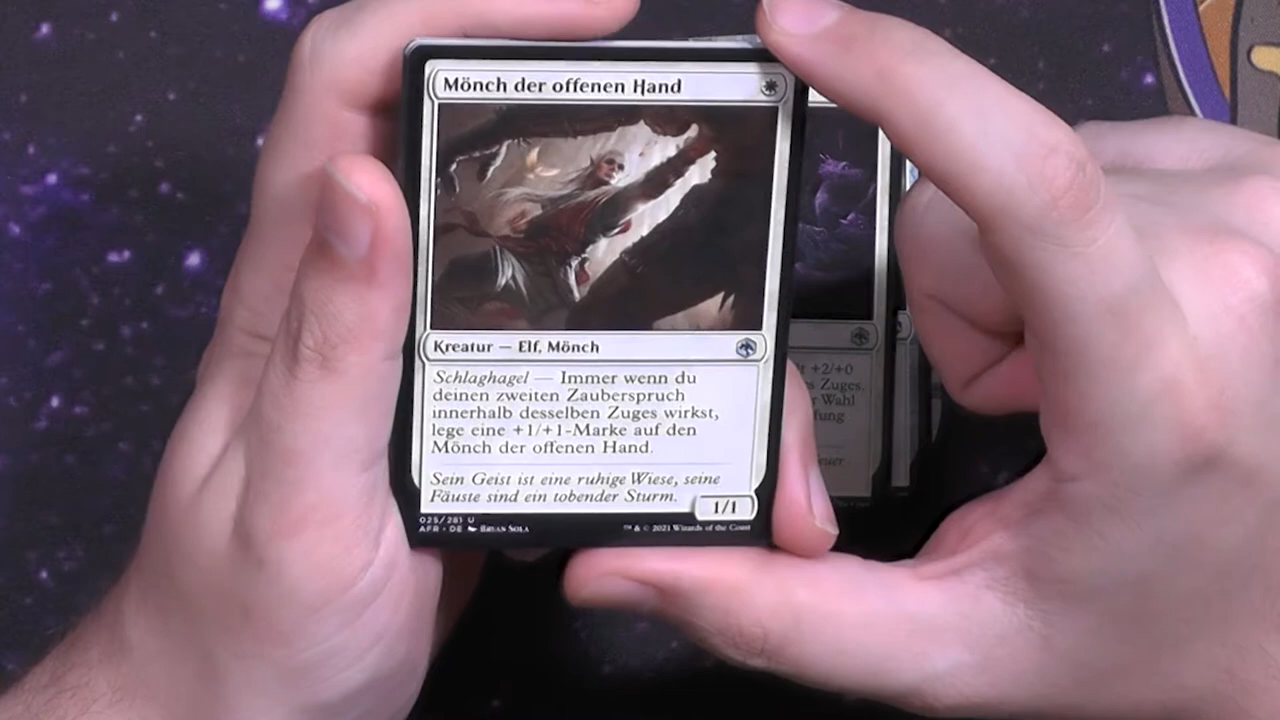 Mönch der offenen Hand
Kreatur — Elf, Mönch
Schlaghagel — Immer wenn du
deinen zweiten Zauberspruch
innerhalb desselben Zuges wirkst,
lege eine +1/+1-Marke auf den
Mönch der offenen Hand.
Sein Geist ist eine ruhige Wiese, seine
Fäuste sind ein tobender Sturm.
1/1
025/281 U
AFR • DE Bryan Sola
™ & © 2021 Wizards of the Coast
+2/+0
Zuges.
Wahl